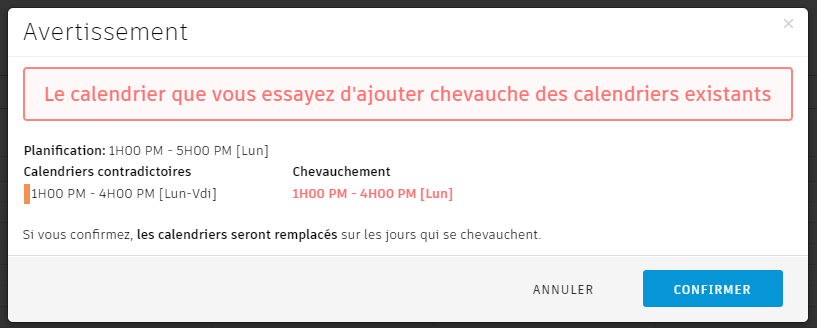 Avertissement
×
Le calendrier que vous essayez d'ajouter chevauche des calendriers existants
Planification: 1H00 PM - 5H00 PM [Lun]
Calendriers contradictoires Chevauchement
1H00 PM - 4H00 PM [Lun-Vdi] 1H00 PM - 4H00 PM [Lun]
Si vous confirmez, les calendriers seront remplacés sur les jours qui se chevauchent.
ANNULER CONFIRMER